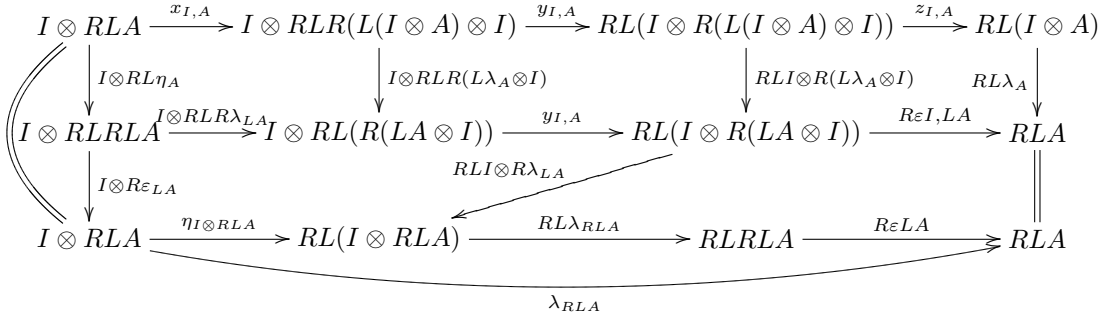 I ⊗ RLA x_{I,A} I ⊗ RLR(L(I ⊗ A) ⊗ I) y_{I,A} RL(I ⊗ R(L(I ⊗ A) ⊗ I)) z_{I,A} RL(I ⊗ A)
I⊗RLη_A I⊗RLR(Lλ_A⊗I) RLI⊗R(Lλ_A⊗I) RLλ_A
I ⊗ RLRLA I⊗RLRλ_{LA} I ⊗ RL(R(LA ⊗ I)) y_{I,A} RL(I ⊗ R(LA ⊗ I)) RεI,LA RLA
I⊗Rε_{LA} RLI⊗Rλ_{LA}
I ⊗ RLA η_{I⊗RLA} RL(I ⊗ RLA) RLλ_{RLA} RLRLA RεLA RLA
λ_{RLA}